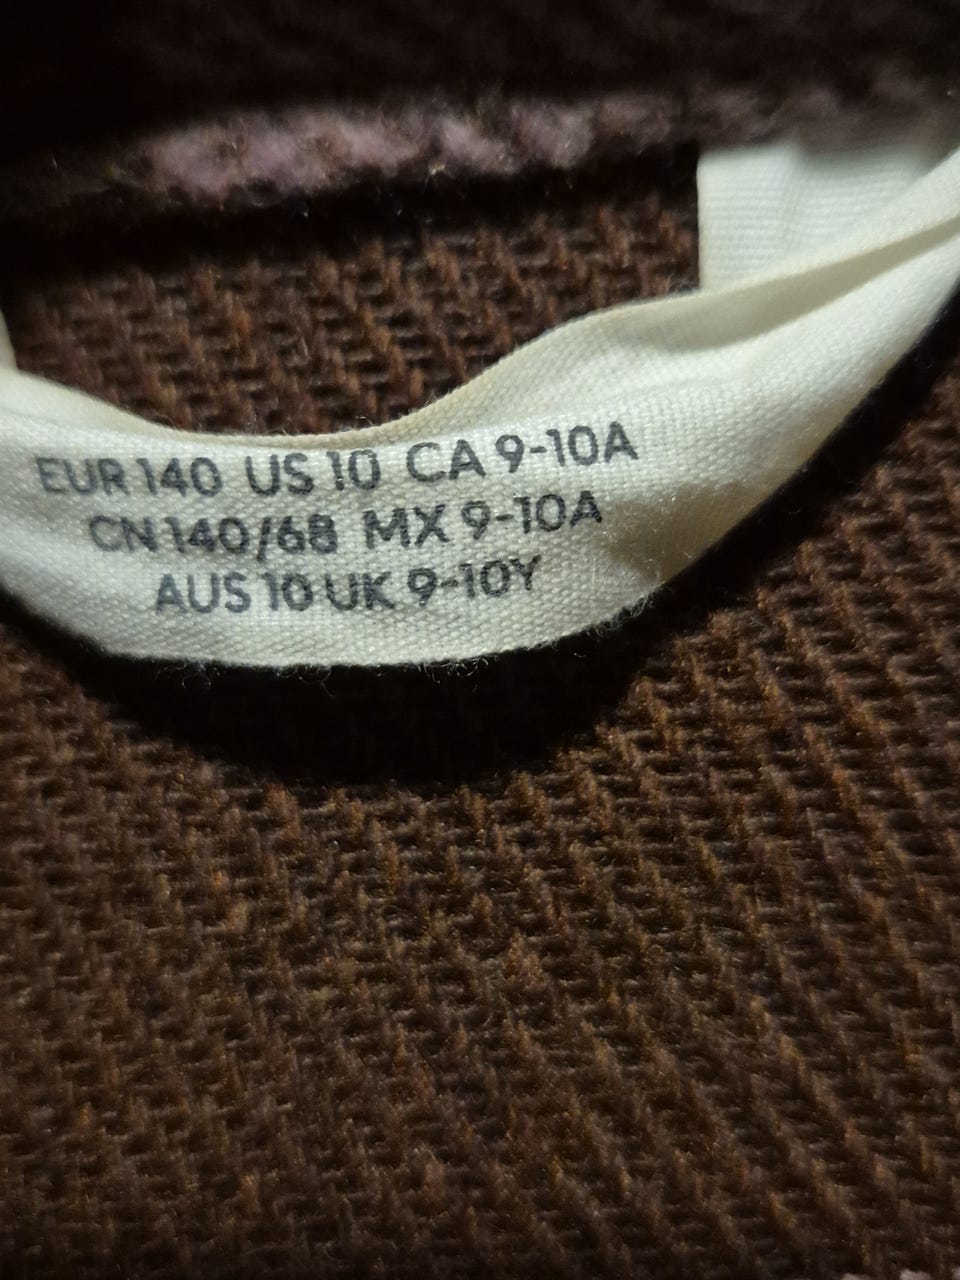 EUR 140 US 10 CA 9-10A
CN 140/68 MX 9-10A
AUS 10 UK 9-10Y